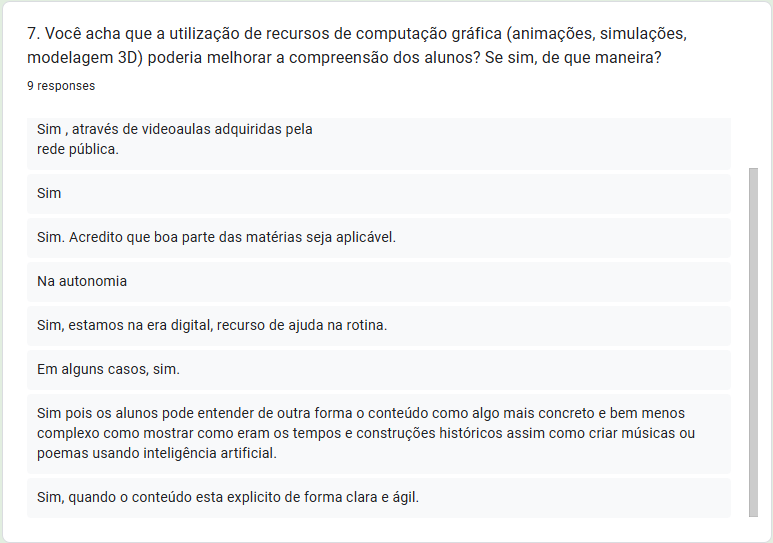 7. Você acha que a utilização de recursos de computação gráfica (animações, simulações,
modelagem 3D) poderia melhorar a compreensão dos alunos? Se sim, de que maneira?
9 responses
Sim , através de videoaulas adquiridas pela
rede pública.
Sim
Sim. Acredito que boa parte das matérias seja aplicável.
Na autonomia
Sim, estamos na era digital, recurso de ajuda na rotina.
Em alguns casos, sim.
Sim pois os alunos pode entender de outra forma o conteúdo como algo mais concreto e bem menos
complexo como mostrar como eram os tempos e construções históricos assim como criar músicas ou
poemas usando inteligência artificial.
Sim, quando o conteúdo esta explicito de forma clara e ágil.